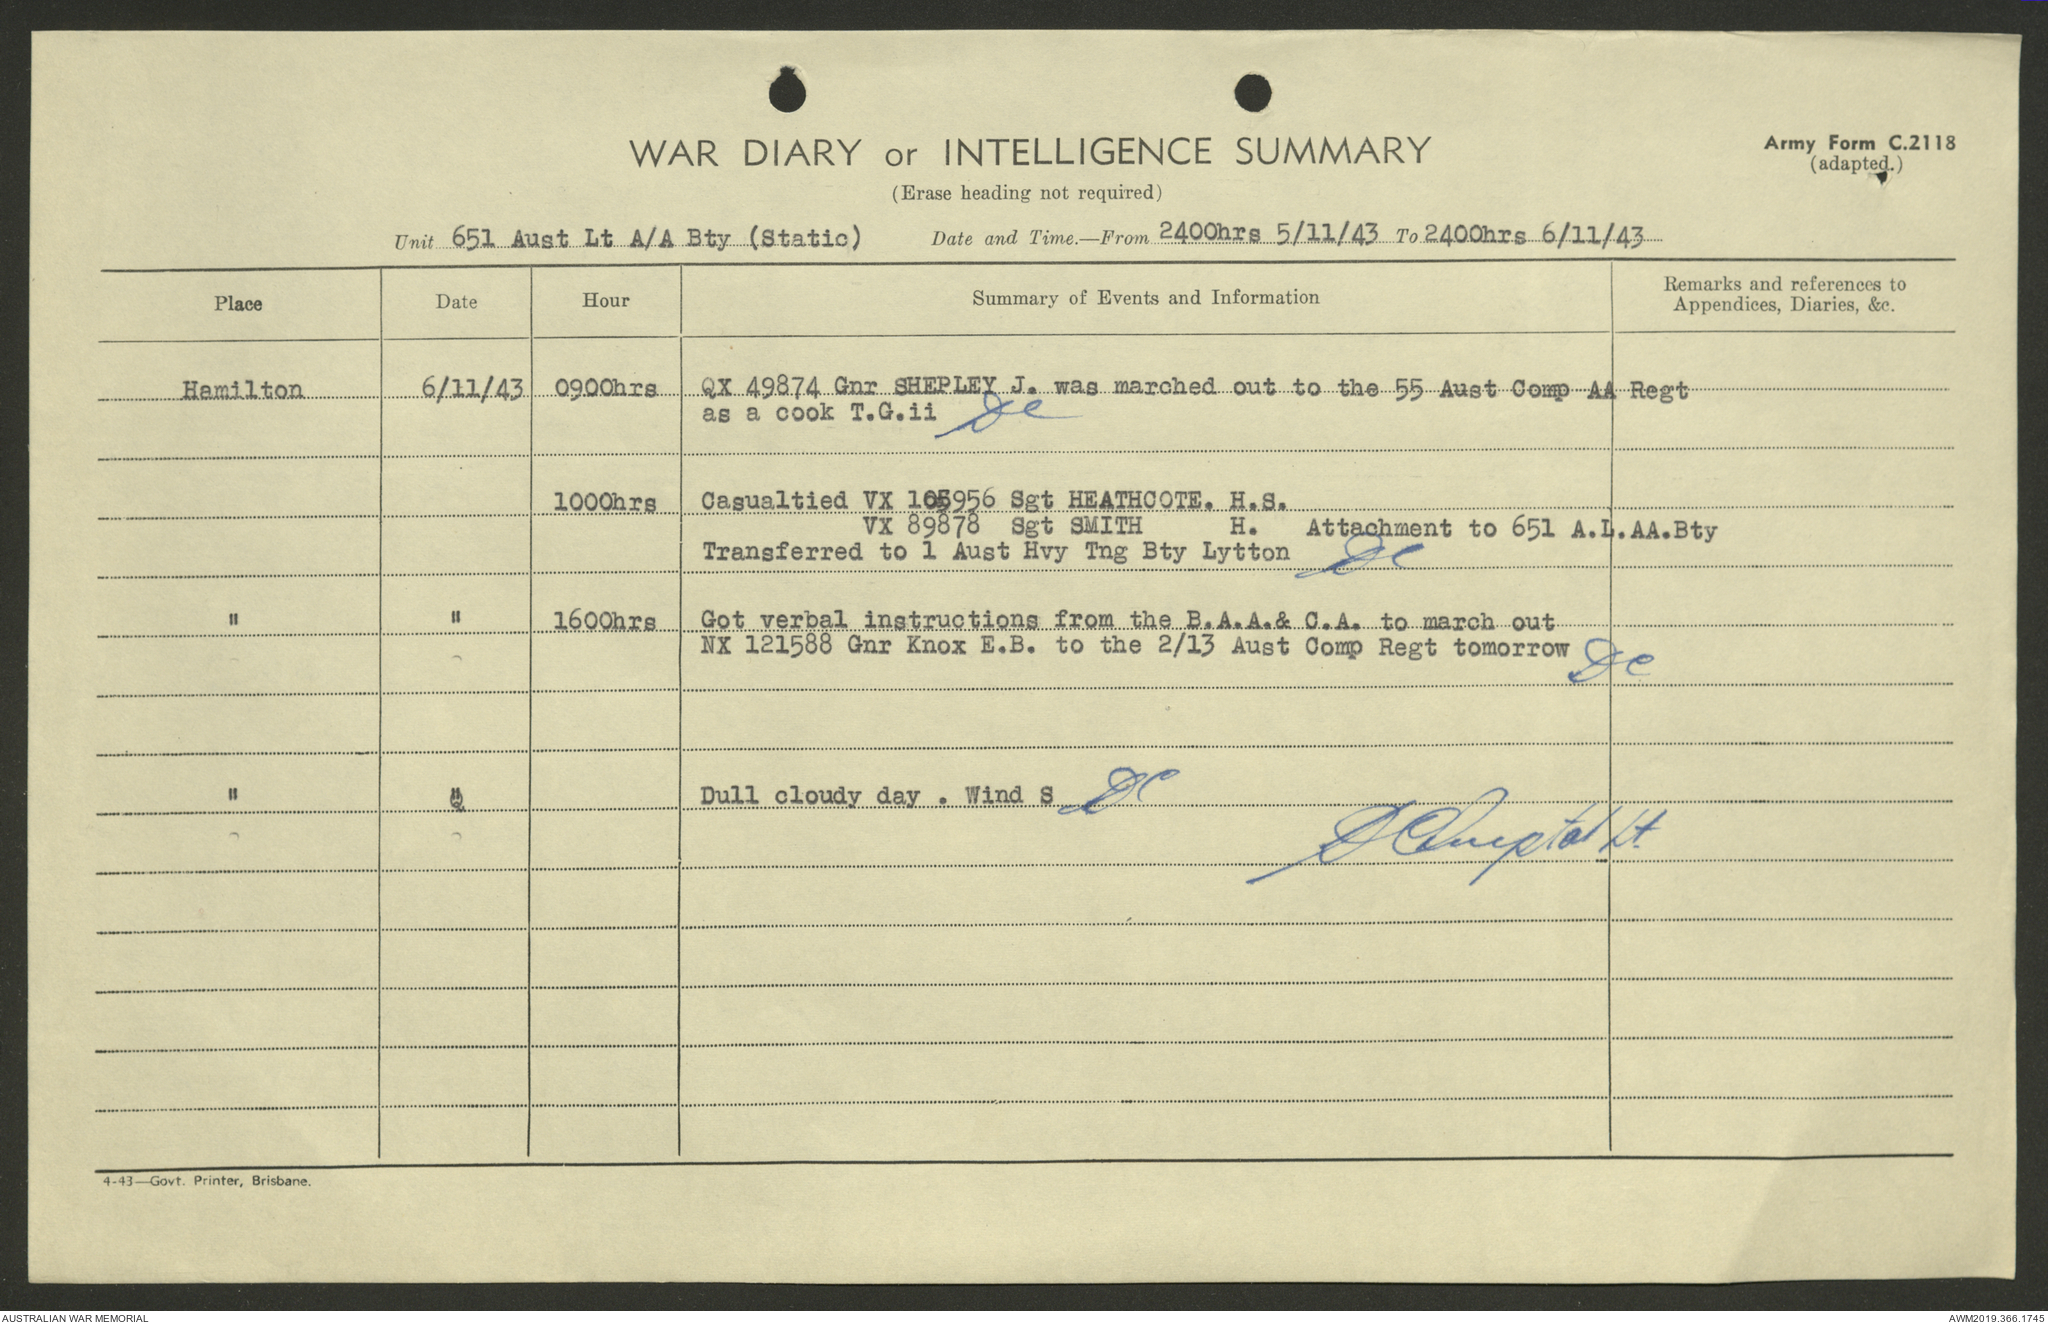 WAR DIARY or INTELLIGENCE SUMMARY
Army Form C.2118
(adapted.)
(Erase heading not required)
Unit 651 Aust Lt A/A Bty (Static) Date and Time.—From 2400hrs 5/11/43 To 2400hrs 6/11/43
Place Date Hour Summary of Events and Information Remarks and references to
Appendices, Diaries, &c.
Hamilton 6/11/43 0900hrs QX 49874 Gnr SHEPLEY J. was marched out to the 55 Aust Comp AA Regt
as a cook T.G.ii DC
1000hrs Casualtied VX 105956 Sgt HEATHCOTE. H.S.
VX 89878 Sgt SMITH H. Attachment to 651 A.L.AA.Bty
Transferred to 1 Aust Hvy Tng Bty Lytton DC
" " 1600hrs Got verbal instructions from the B.A.A.& C.A. to march out
NX 121588 Gnr Knox E.B. to the 2/13 Aust Comp Regt tomorrow DC
" " Dull cloudy day . Wind S DC
Lt
4-43—Govt. Printer, Brisbane.
AUSTRALIAN WAR MEMORIAL
AWM2019.366.1745